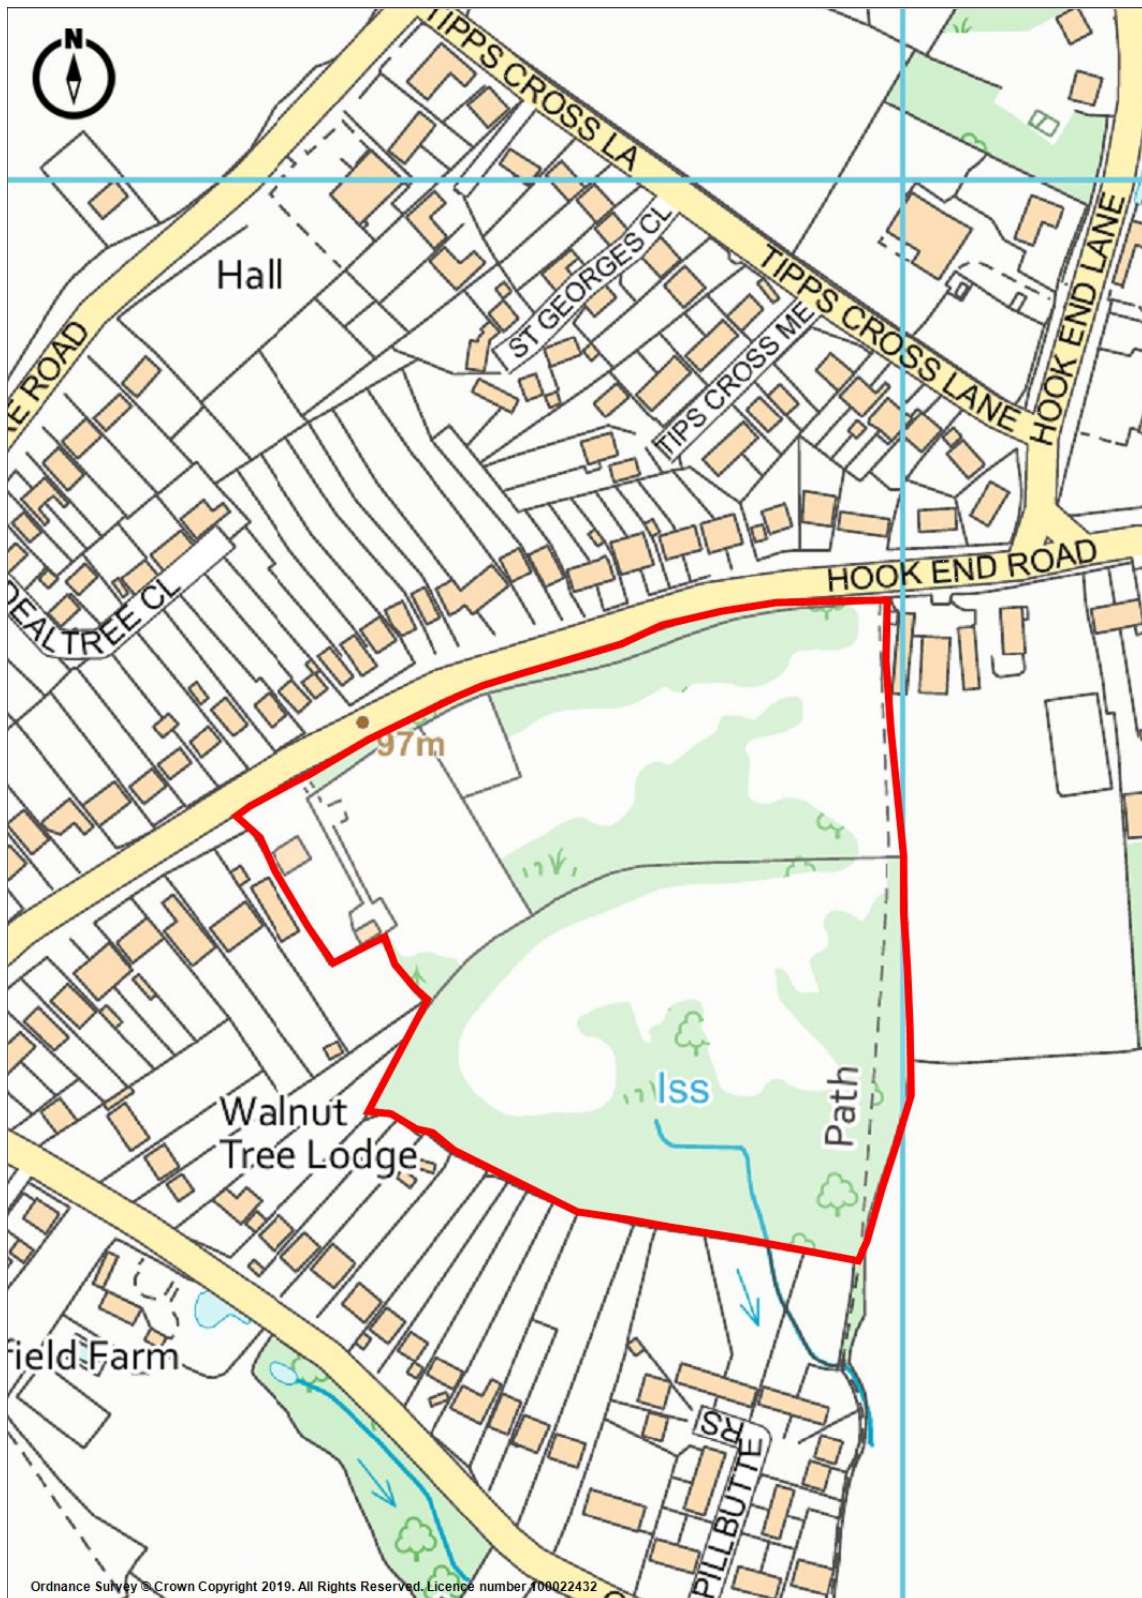 N
TIPPS CROSS LA
Hall
ST GEORGES CL
TIPPS CROSS LANE
HOOK END LANE
TIPS CROSS ME
RE ROAD
HOOK END ROAD
DEALTREE CL
97m
Iss
Path
Walnut
Tree Lodge
field Farm
RS
PILLBUTTE
Ordnance Survey © Crown Copyright 2019. All Rights Reserved. Licence number 100022432